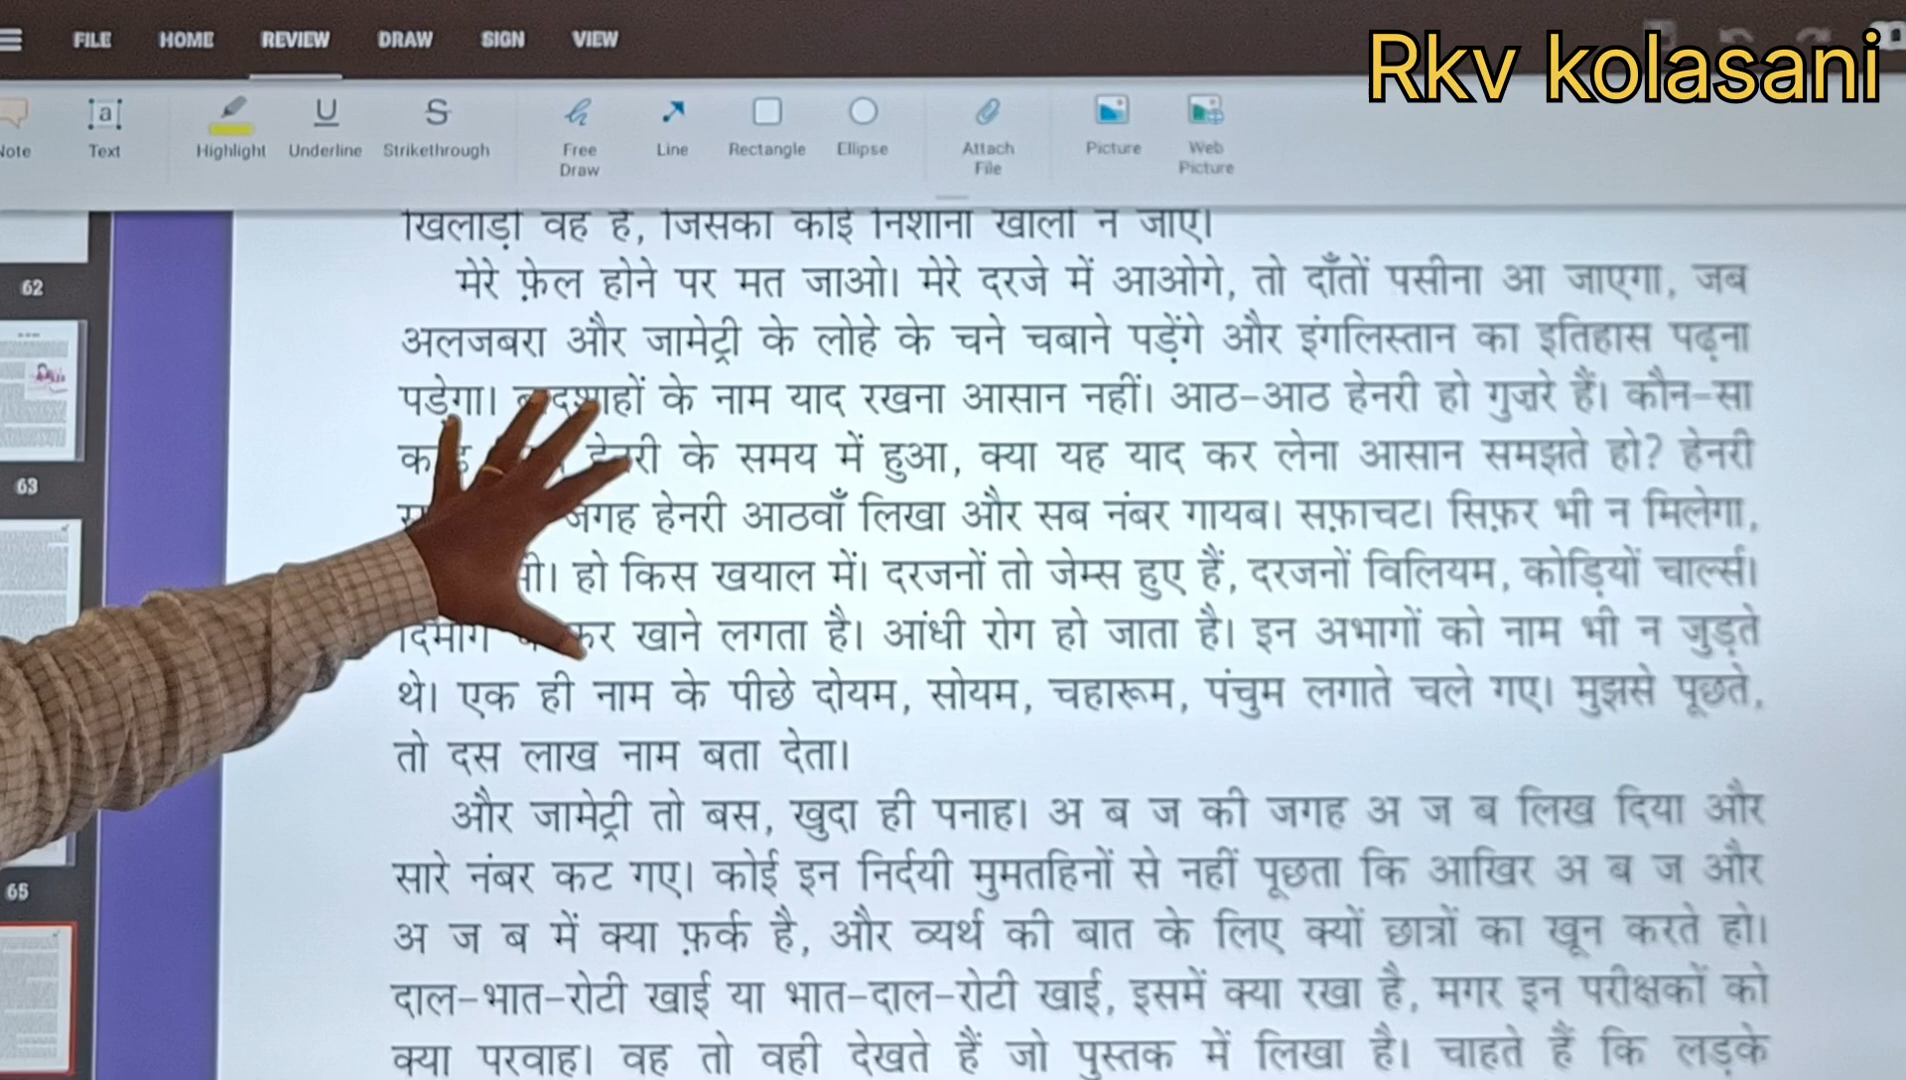 FILE HOME REVIEW DRAW SIGN VIEW
Rkv kolasani
Text Highlight Underline Strikethrough Free Draw Line Rectangle Ellipse Attach File Picture Web Picture
खिलाड़ी वह है, जिसका कोई निशाना खाली न जाए।
62
मेरे फ़ेल होने पर मत जाओ। मेरे दरजे में आओगे, तो दाँतों पसीना आ जाएगा, जब
अलजबरा और जामेट्री के लोहे के चने चबाने पड़ेंगे और इंगलिस्तान का इतिहास पढ़ना
पड़ेगा। बादशाहों के नाम याद रखना आसान नहीं। आठ-आठ हेनरी हो गुज़रे हैं। कौन-सा
63
हेनरी के समय में हुआ, क्या यह याद कर लेना आसान समझते हो? हेनरी
जगह हेनरी आठवाँ लिखा और सब नंबर गायब। सफ़ाचट। सिफ़र भी न मिलेगा,
हो किस खयाल में। दरजनों तो जेम्स हुए हैं, दरजनों विलियम, कोड़ियों चार्ल्स।
दिमाग खाने लगता है। आंधी रोग हो जाता है। इन अभागों को नाम भी न जुड़ते
थे। एक ही नाम के पीछे दोयम, सोयम, चहारूम, पंचुम लगाते चले गए। मुझसे पूछते,
तो दस लाख नाम बता देता।
और जामेट्री तो बस, खुदा ही पनाह। अ ब ज की जगह अ ज ब लिख दिया और
सारे नंबर कट गए। कोई इन निर्दयी मुमतहिनों से नहीं पूछता कि आखिर अ ब ज और
65
अ ज ब में क्या फ़र्क है, और व्यर्थ की बात के लिए क्यों छात्रों का खून करते हो।
दाल-भात-रोटी खाई या भात-दाल-रोटी खाई, इसमें क्या रखा है, मगर इन परीक्षकों को
क्या परवाह। वह तो वही देखते हैं जो पुस्तक में लिखा है। चाहते हैं कि लड़के